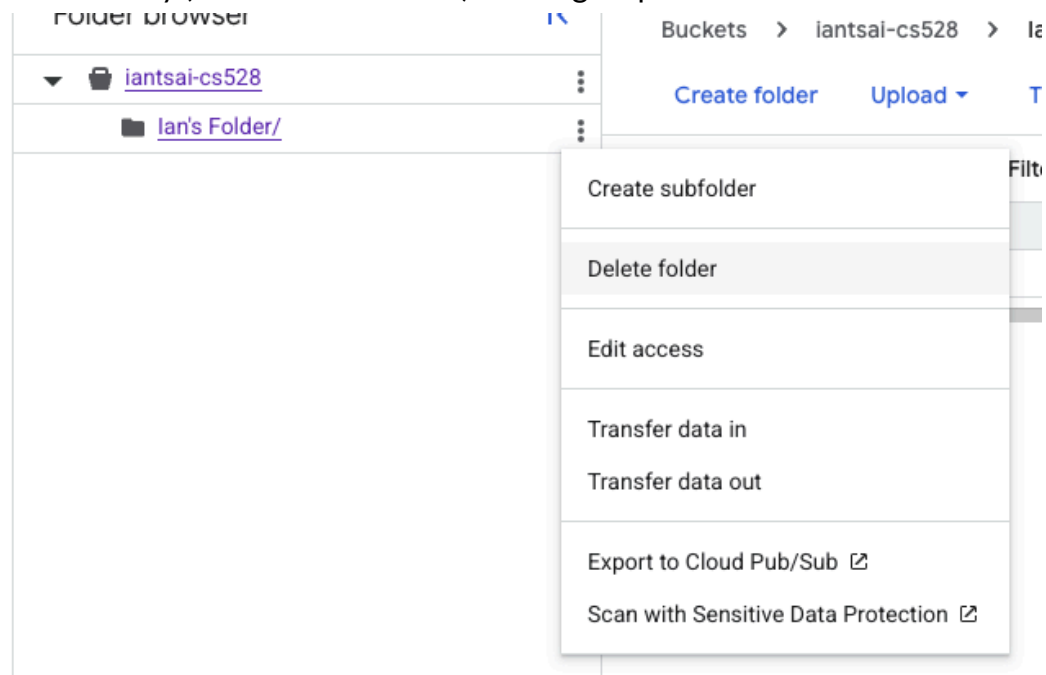 Folder browser
Buckets > iantsai-cs528 >
iantsai-cs528
Create folder Upload
Ian's Folder/
Create subfolder
Delete folder
Edit access
Transfer data in
Transfer data out
Export to Cloud Pub/Sub
Scan with Sensitive Data Protection